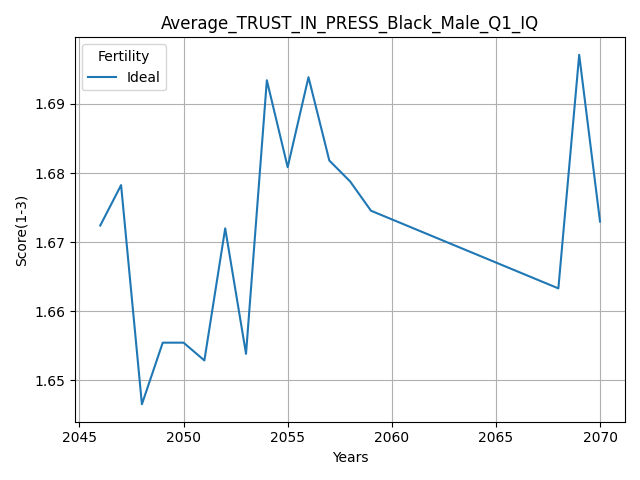 Average_TRUST_IN_PRESS_Black_Male_Q1_IQ
Fertility
Ideal
Score(1-3)
1.69
1.68
1.67
1.66
1.65
2045 2050 2055 2060 2065 2070
Years